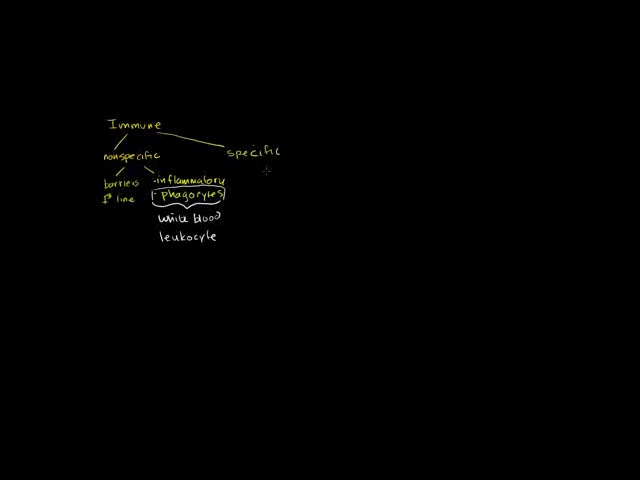 Immune
nonspecific
specific
barriers
1st line
-inflammatory
- phagocytes
white blood
leukocyte